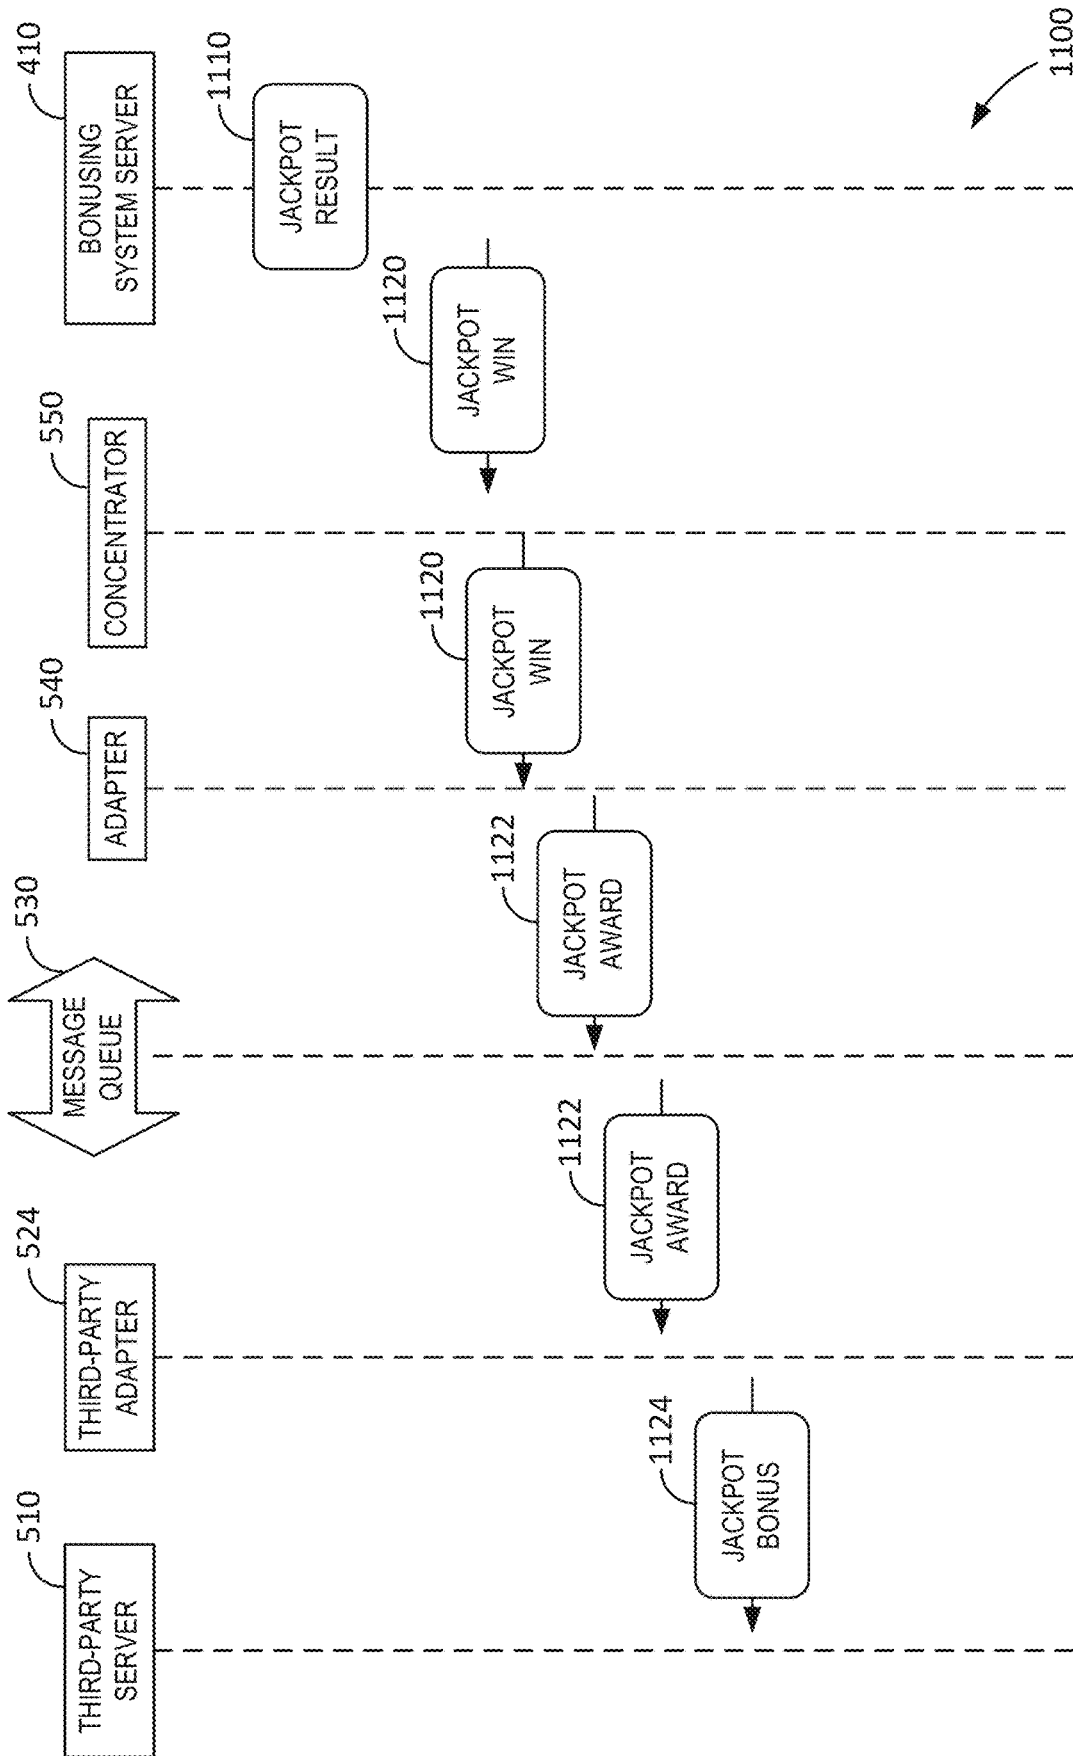 510
THIRD-PARTY
SERVER
524
THIRD-PARTY
ADAPTER
530
MESSAGE
QUEUE
540
ADAPTER
550
CONCENTRATOR
410
BONUSING
SYSTEM SERVER
1110
JACKPOT
RESULT
1120
JACKPOT
WIN
1120
JACKPOT
WIN
1122
JACKPOT
AWARD
1122
JACKPOT
AWARD
1124
JACKPOT
BONUS
1100